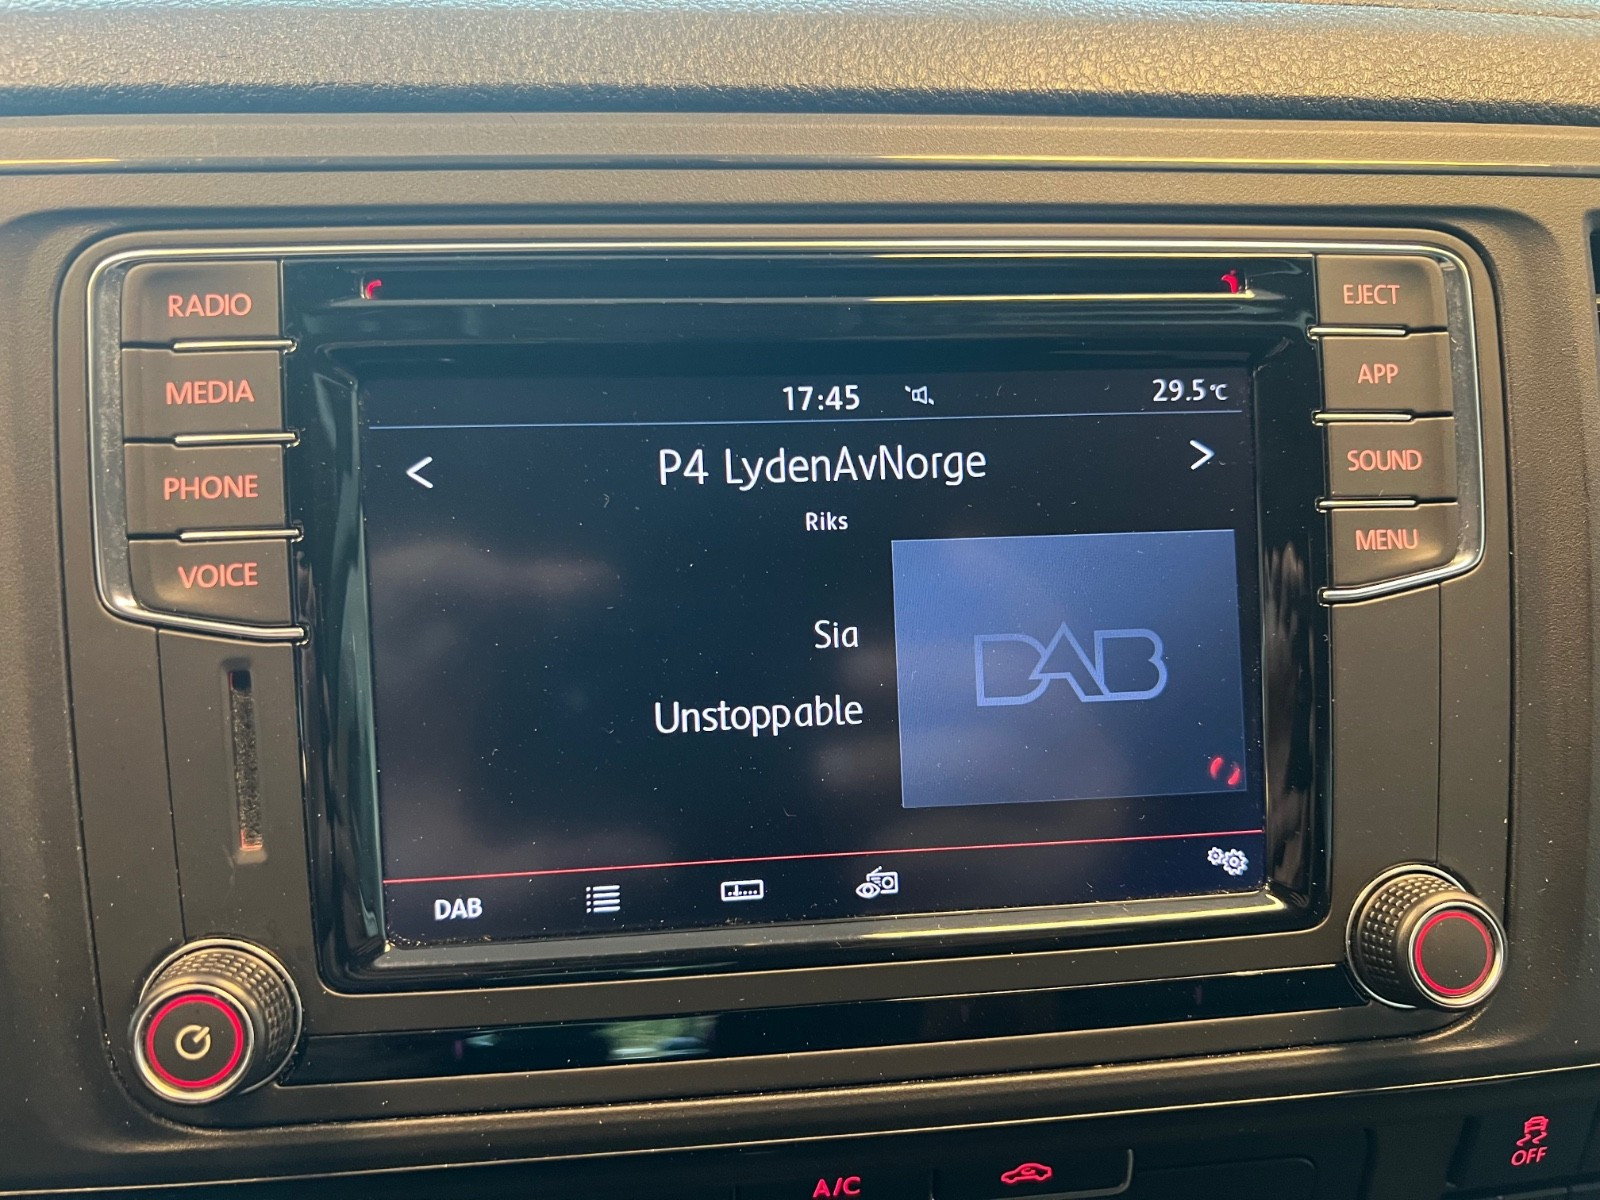 RADIO
MEDIA
PHONE
VOICE
EJECT
APP
SOUND
MENU
17:45
29.5°C
< P4 LydenAvNorge >
Riks
Sia
Unstoppable
DAB
DAB
A/C
OFF